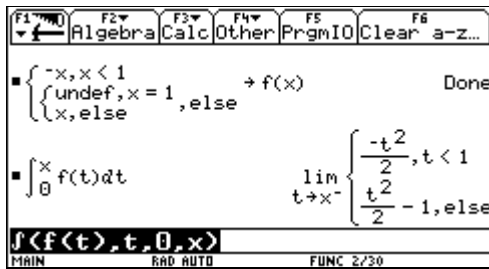 F1 F2 F3 F4 F5 F6
Algebra Calc Other PrgmIO Clear a-z…
-x, x < 1
undef, x = 1
x, else
, else
→ f(x) Done
∫ 0 x f(t)dt lim t→x⁻ { -t²/2, t < 1
t²/2 - 1, else
∫(f(t),t,0,x)
MAIN RAD AUTO FUNC 2/30